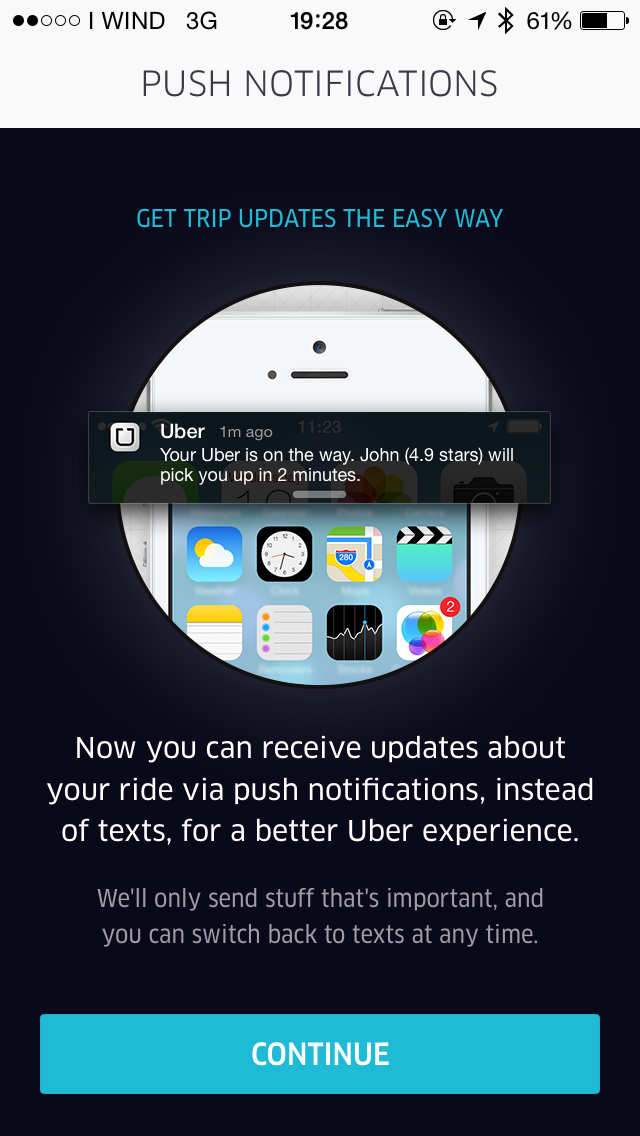 I WIND 3G 19:28 61%
PUSH NOTIFICATIONS
GET TRIP UPDATES THE EASY WAY
11:23
Uber 1m ago
Your Uber is on the way. John (4.9 stars) will
pick you up in 2 minutes.
280
2
Now you can receive updates about
your ride via push notifications, instead
of texts, for a better Uber experience.
We'll only send stuff that's important, and
you can switch back to texts at any time.
CONTINUE